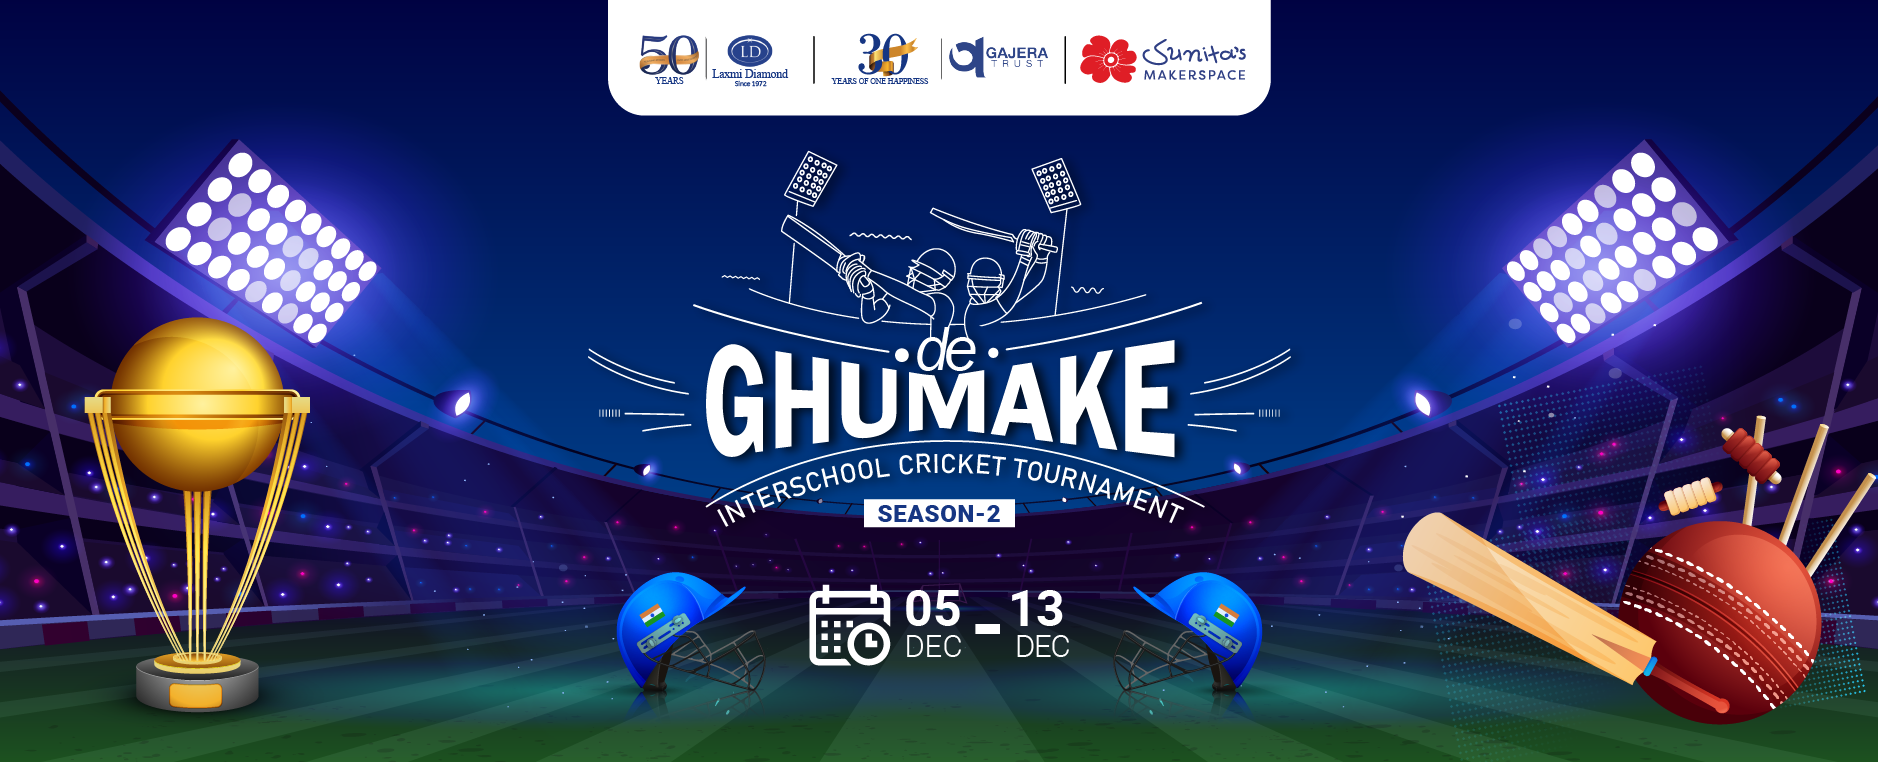 50
YEARS
LD
Laxmi Diamond
Since 1972
30
YEARS OF ONE HAPPINESS
GAJERA
TRUST
Sunita's
MAKERSPACE
de
GHUMAKE
INTERSCHOOL CRICKET TOURNAMENT
SEASON-2
05 - 13
DEC DEC